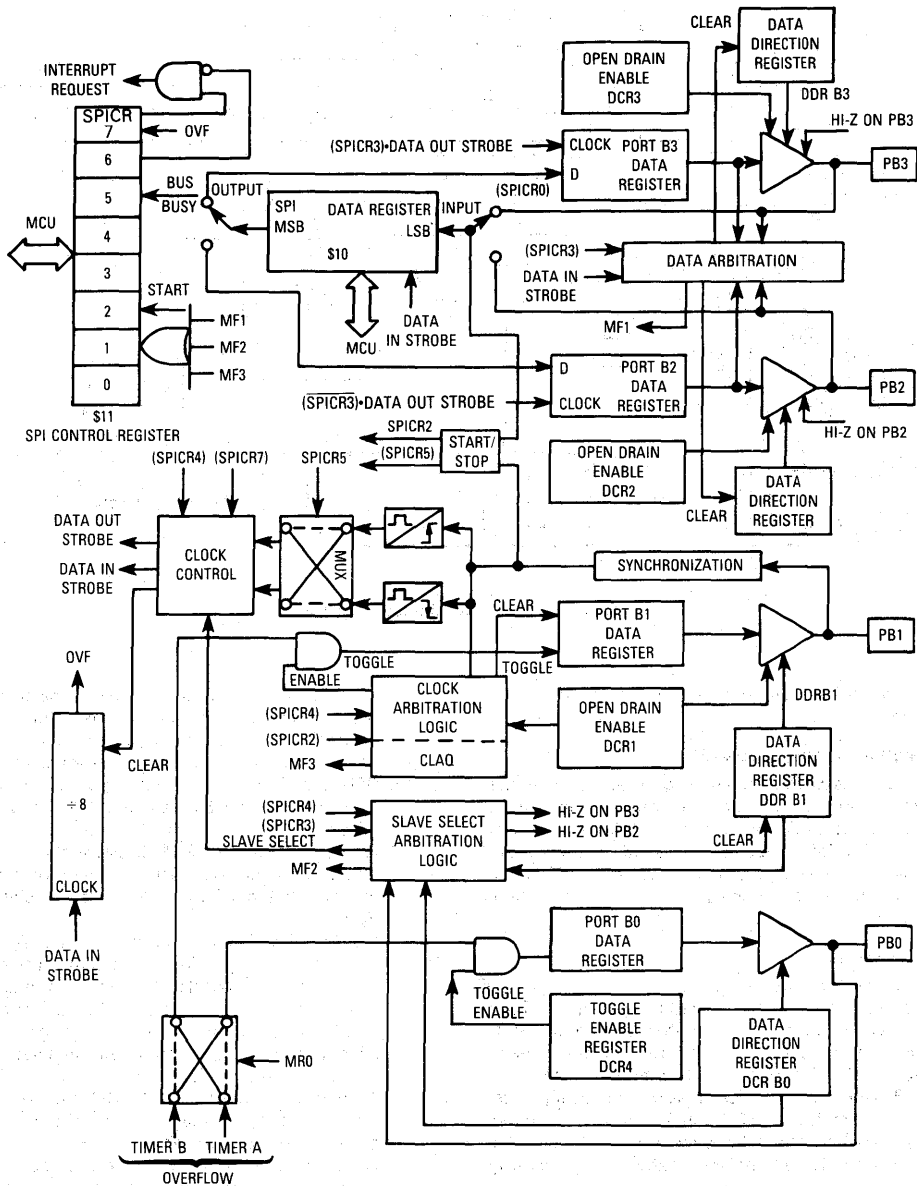 CLEAR
DATA
DIRECTION
REGISTER
OPEN DRAIN
ENABLE
DCR3
DDR B3
HI-Z ON PB3
INTERRUPT
REQUEST
SPICR
7
OVF
6
5
4
3
2
1
0
$11
SPI CONTROL REGISTER
MCU
BUS
BUSY
START
MF1
MF2
MF3
(SPICR3)•DATA OUT STROBE
CLOCK
D
PORT B3
DATA
REGISTER
PB3
OUTPUT
SPI
MSB
DATA REGISTER
LSB
$10
INPUT
(SPICR0)
MCU
DATA
IN STROBE
(SPICR3)
DATA IN
STROBE
DATA ARBITRATION
MF1
D
CLOCK
PORT B2
DATA
REGISTER
PB2
(S̅P̅I̅C̅R̅3̅)•DATA OUT STROBE
HI-Z ON PB2
SPICR2
(SPICR5)
START/
STOP
OPEN DRAIN
ENABLE
DCR2
CLEAR
DATA
DIRECTION
REGISTER
(SPICR4)
(SPICR7)
SPICR5
DATA OUT
STROBE
DATA IN
STROBE
CLOCK
CONTROL
MUX
SYNCHRONIZATION
CLEAR
PORT B1
DATA
REGISTER
PB1
TOGGLE
TOGGLE
ENABLE
OVF
÷8
CLOCK
CLEAR
DATA IN
STROBE
CLOCK
ARBITRATION
LOGIC
CLAQ
(SPICR4)
(SPICR2)
MF3
OPEN DRAIN
ENABLE
DCR1
DDRB1
DATA
DIRECTION
REGISTER
DDR B1
(SPICR4)
(SPICR3)
SLAVE SELECT
MF2
SLAVE SELECT
ARBITRATION
LOGIC
HI-Z ON PB3
HI-Z ON PB2
CLEAR
PORT B0
DATA
REGISTER
PB0
TOGGLE
ENABLE
TOGGLE
ENABLE
REGISTER
DCR4
DATA
DIRECTION
REGISTER
DCR B0
MR0
TIMER B
TIMER A
OVERFLOW